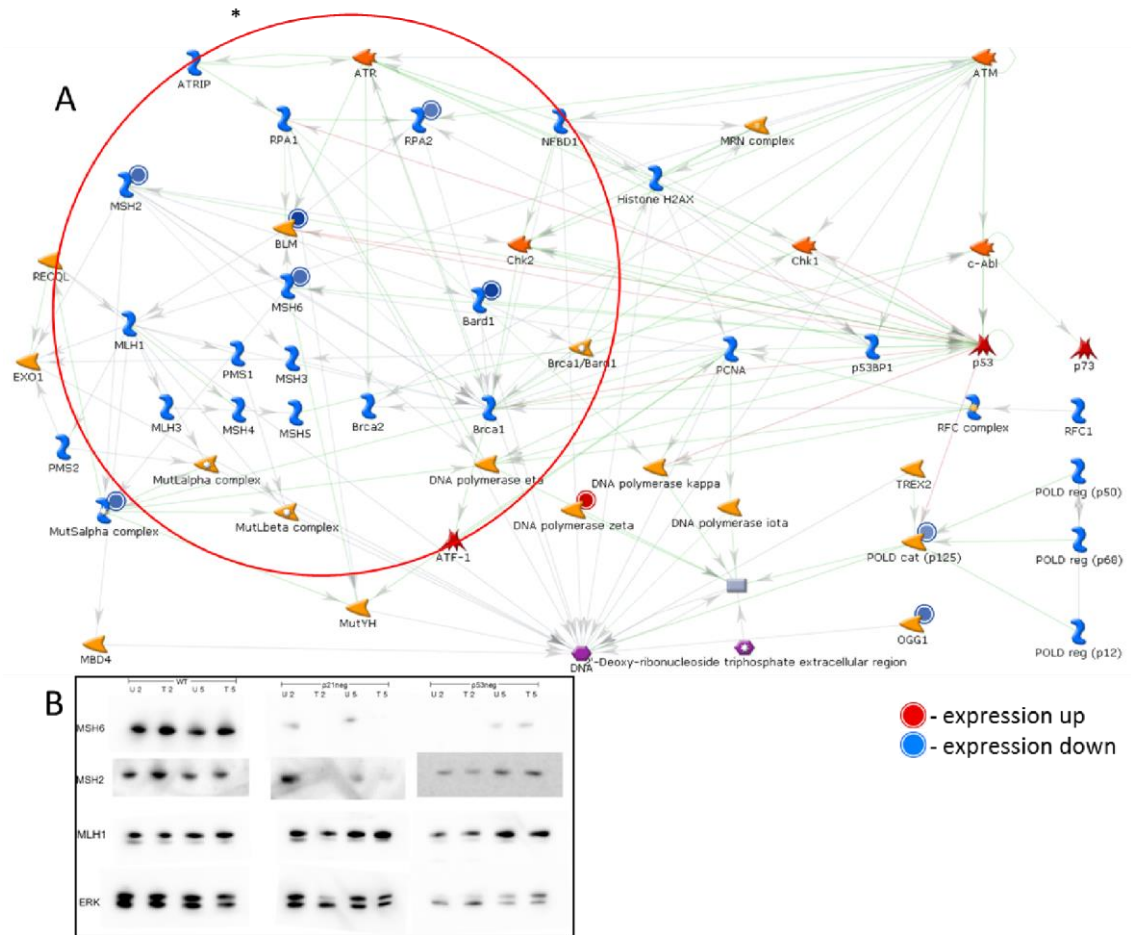 *
A
ATRIP
ATR
ATM
RPA1
RPA2
NFBD1
MRN complex
MSH2
Histone H2AX
RECQL
BLM
Chk2
Chk1
c-Abl
MSH6
Bard1
EXO1
MLH1
PMS1
MSH3
Brca1/Bard1
PCNA
p53BP1
p53
p73
MLH3
MSH4
MSH5
Brca2
Brca1
RFC complex
RFC1
PMS2
MutLalpha complex
DNA polymerase eta
DNA polymerase kappa
TREX2
POLD reg (p50)
MutSalpha complex
MutLbeta complex
ATF-1
DNA polymerase zeta
DNA polymerase iota
POLD cat (p125)
POLD reg (p68)
MutYH
OGG1
MBD4
DNA
2'-Deoxy-ribonucleoside triphosphate extracellular region
POLD reg (p12)
B
WT p21neg p53neg
U 2 T 2 U 5 T 5 U 2 T 2 U 5 T 5 U 2 T 2 U 5 T 5
MSH6
MSH2
MLH1
ERK
- expression up
- expression down